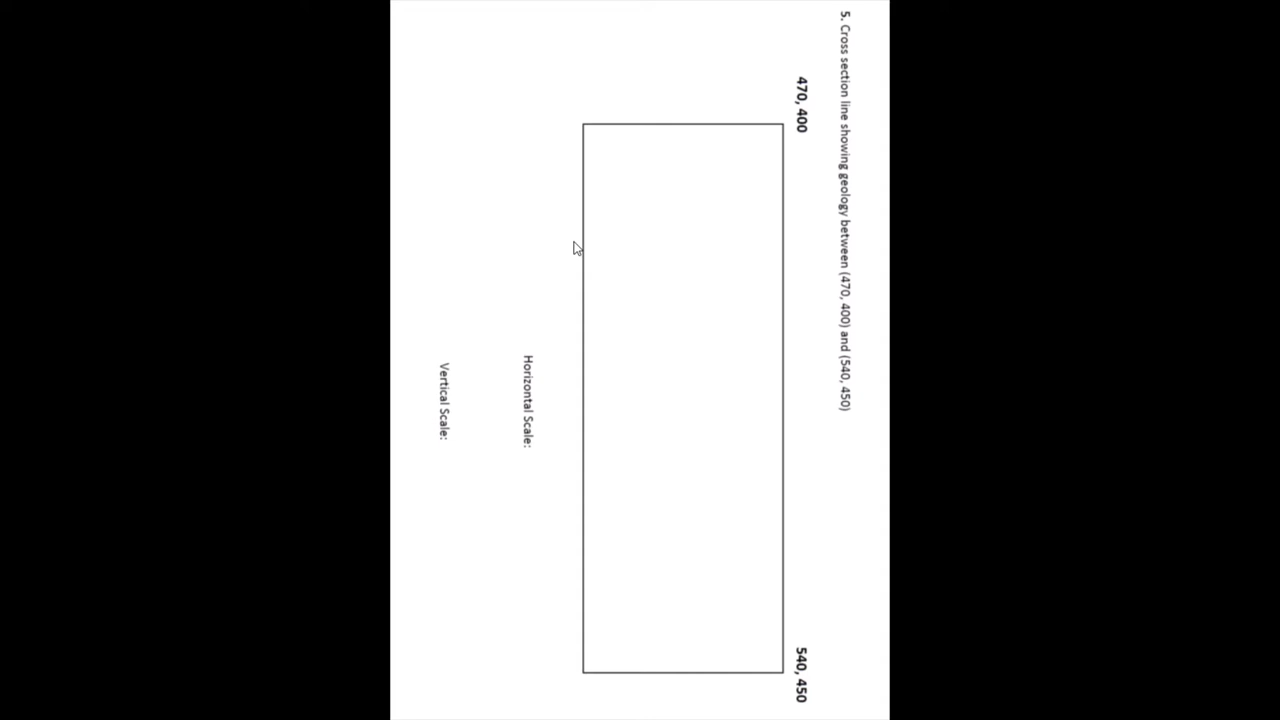 5. Cross section line showing geology between (470, 400) and (540, 450)
470, 400
540, 450
Horizontal Scale:
Vertical Scale: